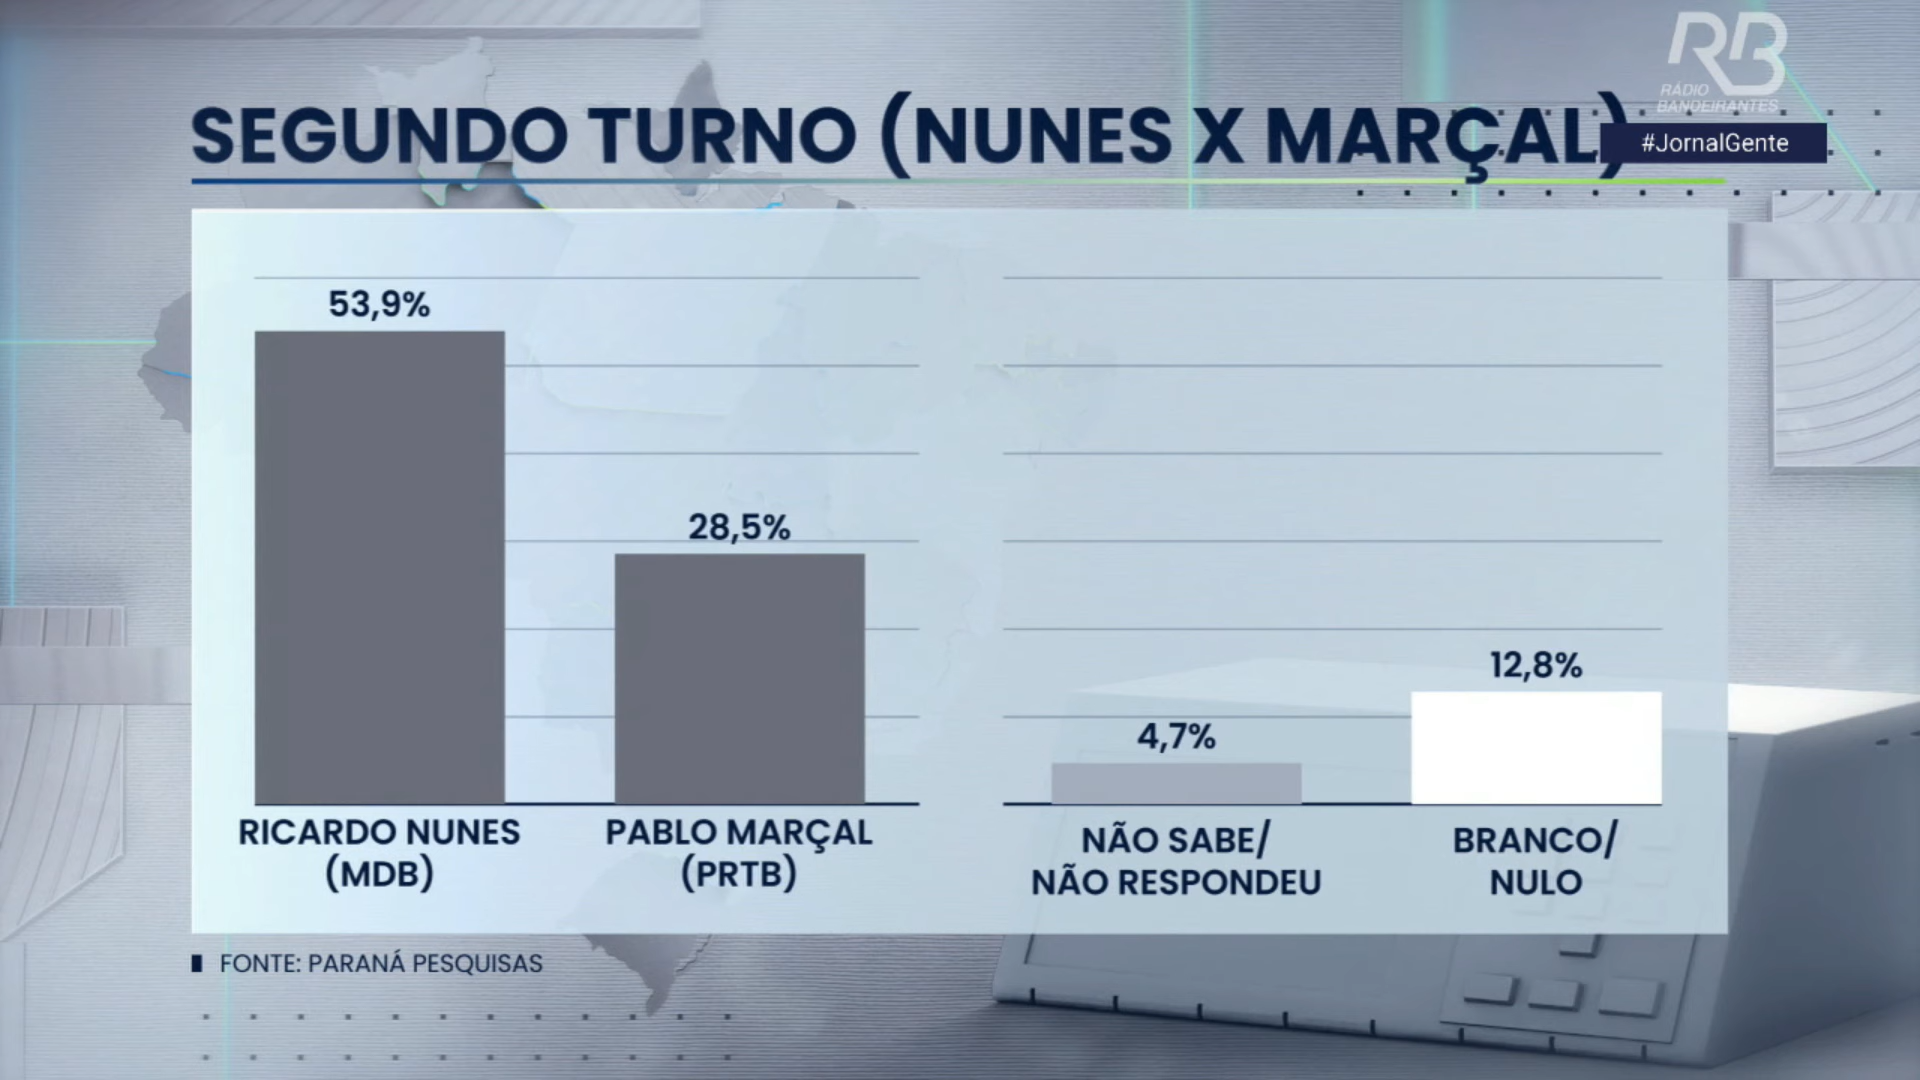 RB
RÁDIO
BANDEIRANTES
SEGUNDO TURNO (NUNES X MARÇAL)
#JornalGente
53,9%
28,5%
4,7%
12,8%
RICARDO NUNES
(MDB)
PABLO MARÇAL
(PRTB)
NÃO SABE/
NÃO RESPONDEU
BRANCO/
NULO
FONTE: PARANÁ PESQUISAS